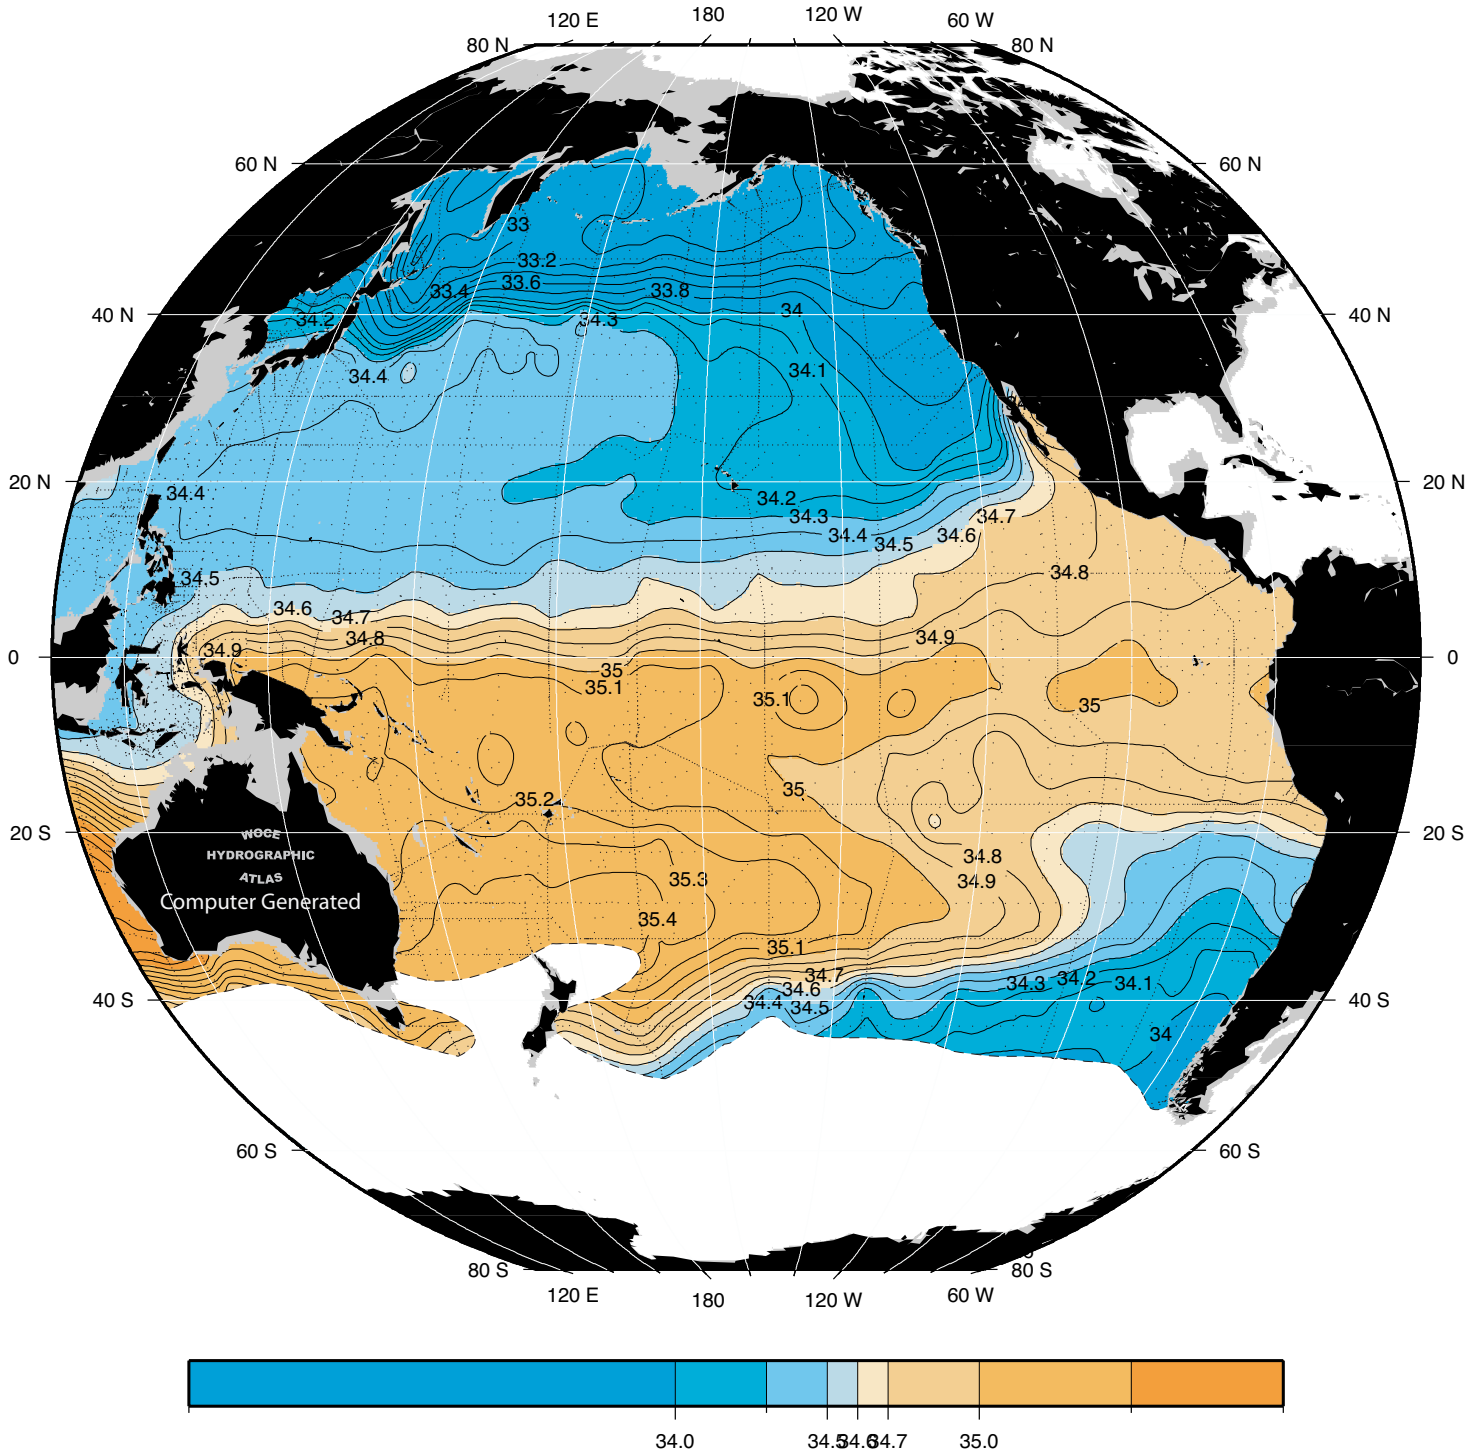 120 E 180 120 W 60 W
80 N 80 N
60 N 60 N
33
33.2
33.4 33.6 33.8
40 N 34.2 34.3 34 40 N
34.4 34.1
20 N 34.4 34.2 20 N
34.3 34.7
34.4 34.5 34.6
34.5 34.8
34.6 34.7
34.8 34.9
0 34.9 0
35
35.1 35.1 35
35.2 35
20 S 20 S
WOCE
HYDROGRAPHIC
ATLAS
Computer Generated
34.8
35.3 34.9
35.4
35.1
34.7 34.3 34.2 34.1
34.6
40 S 34.4 34.5 40 S
34
60 S 60 S
80 S 80 S
120 E 180 120 W 60 W
34.0 34.5 34.6 34.7 35.0